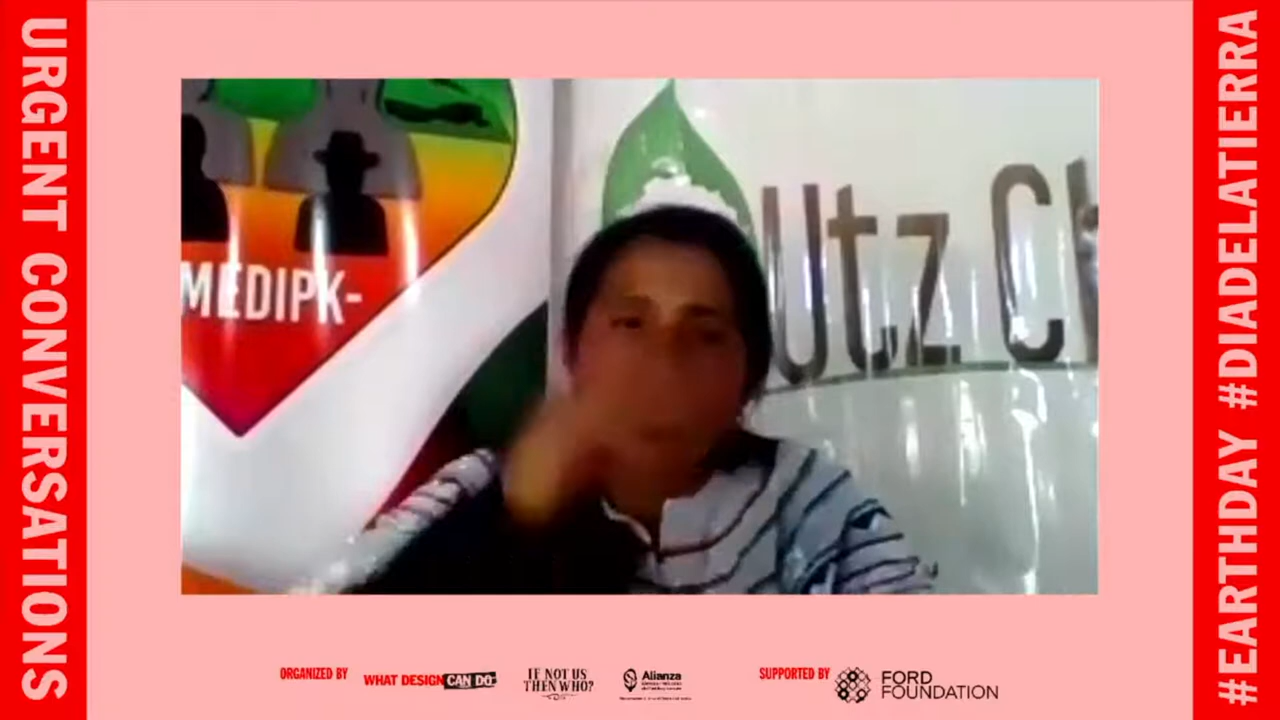 URGENT CONVERSATIONS
MEDIPK-
Utz Ch
#EARTHDAY #DIADELATIERRA
ORGANIZED BY
WHAT DESIGN CAN DO
IF NOT US
THEN WHO?
Alianza
SUPPORTED BY
FORD
FOUNDATION